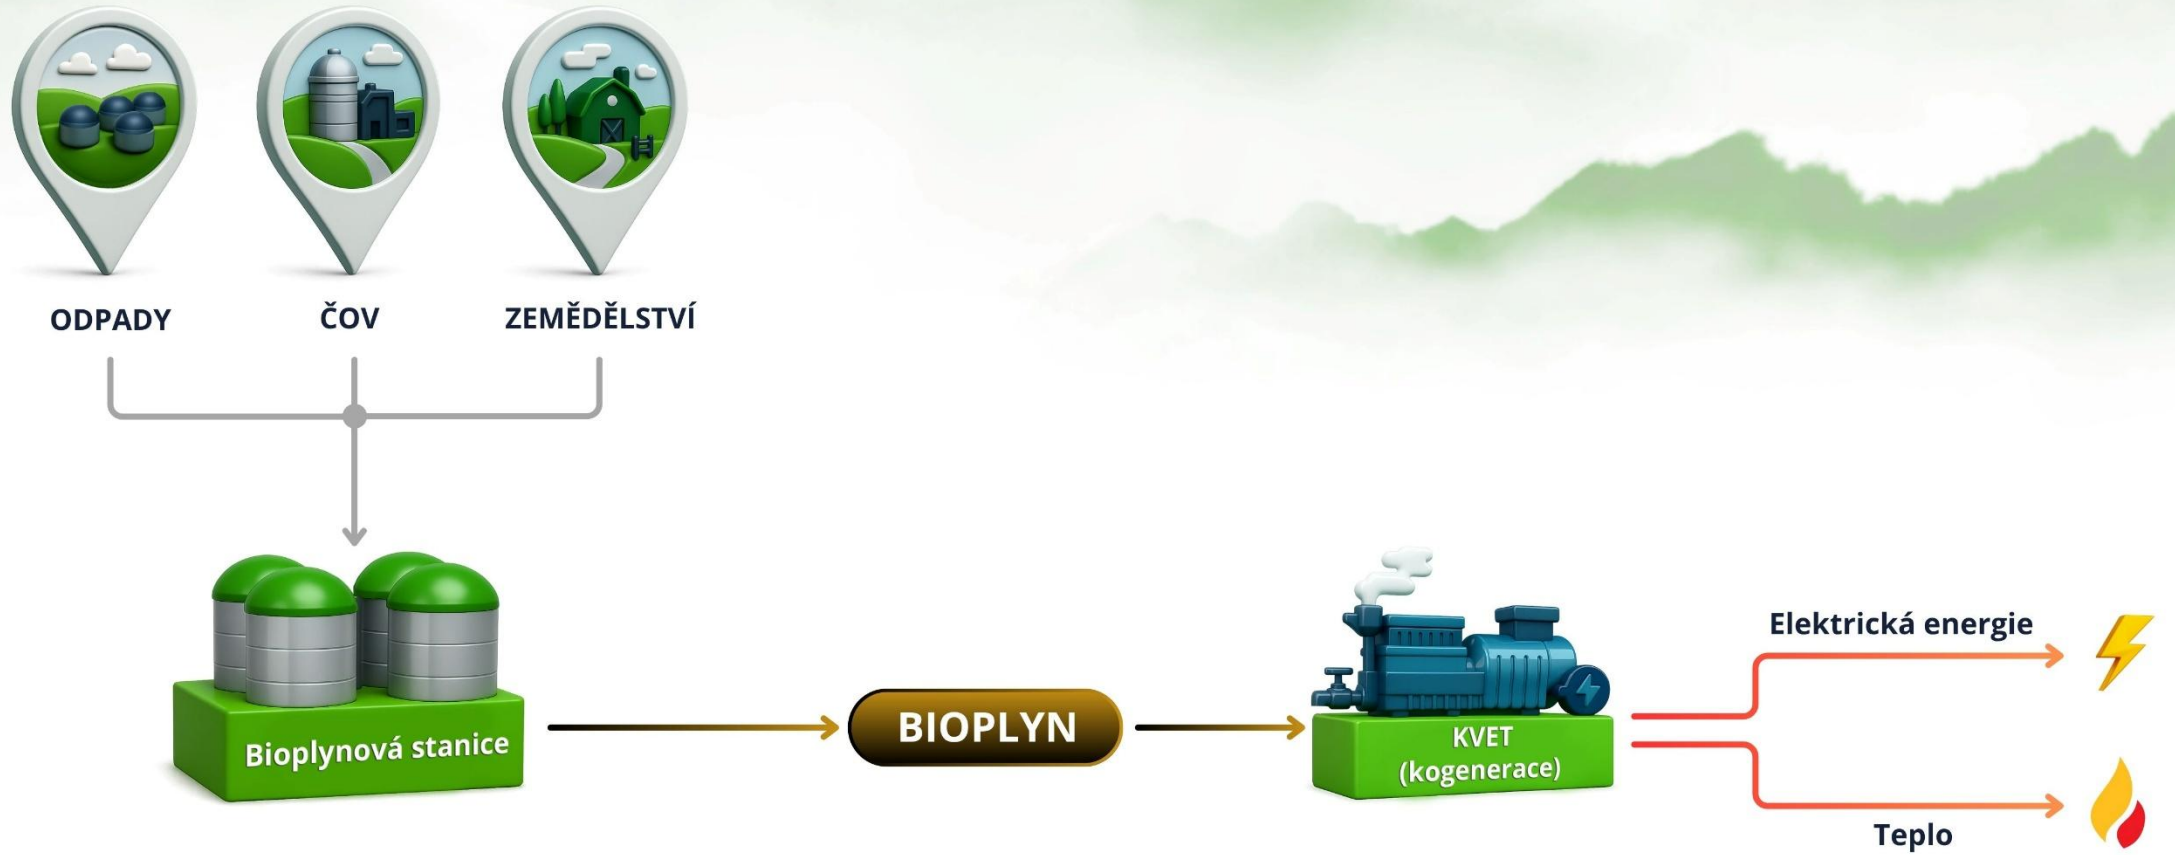 ODPADY
ČOV
ZEMĚDĚLSTVÍ
Bioplynová stanice
BIOPLYN
KVET
(kogenerace)
Elektrická energie
Teplo